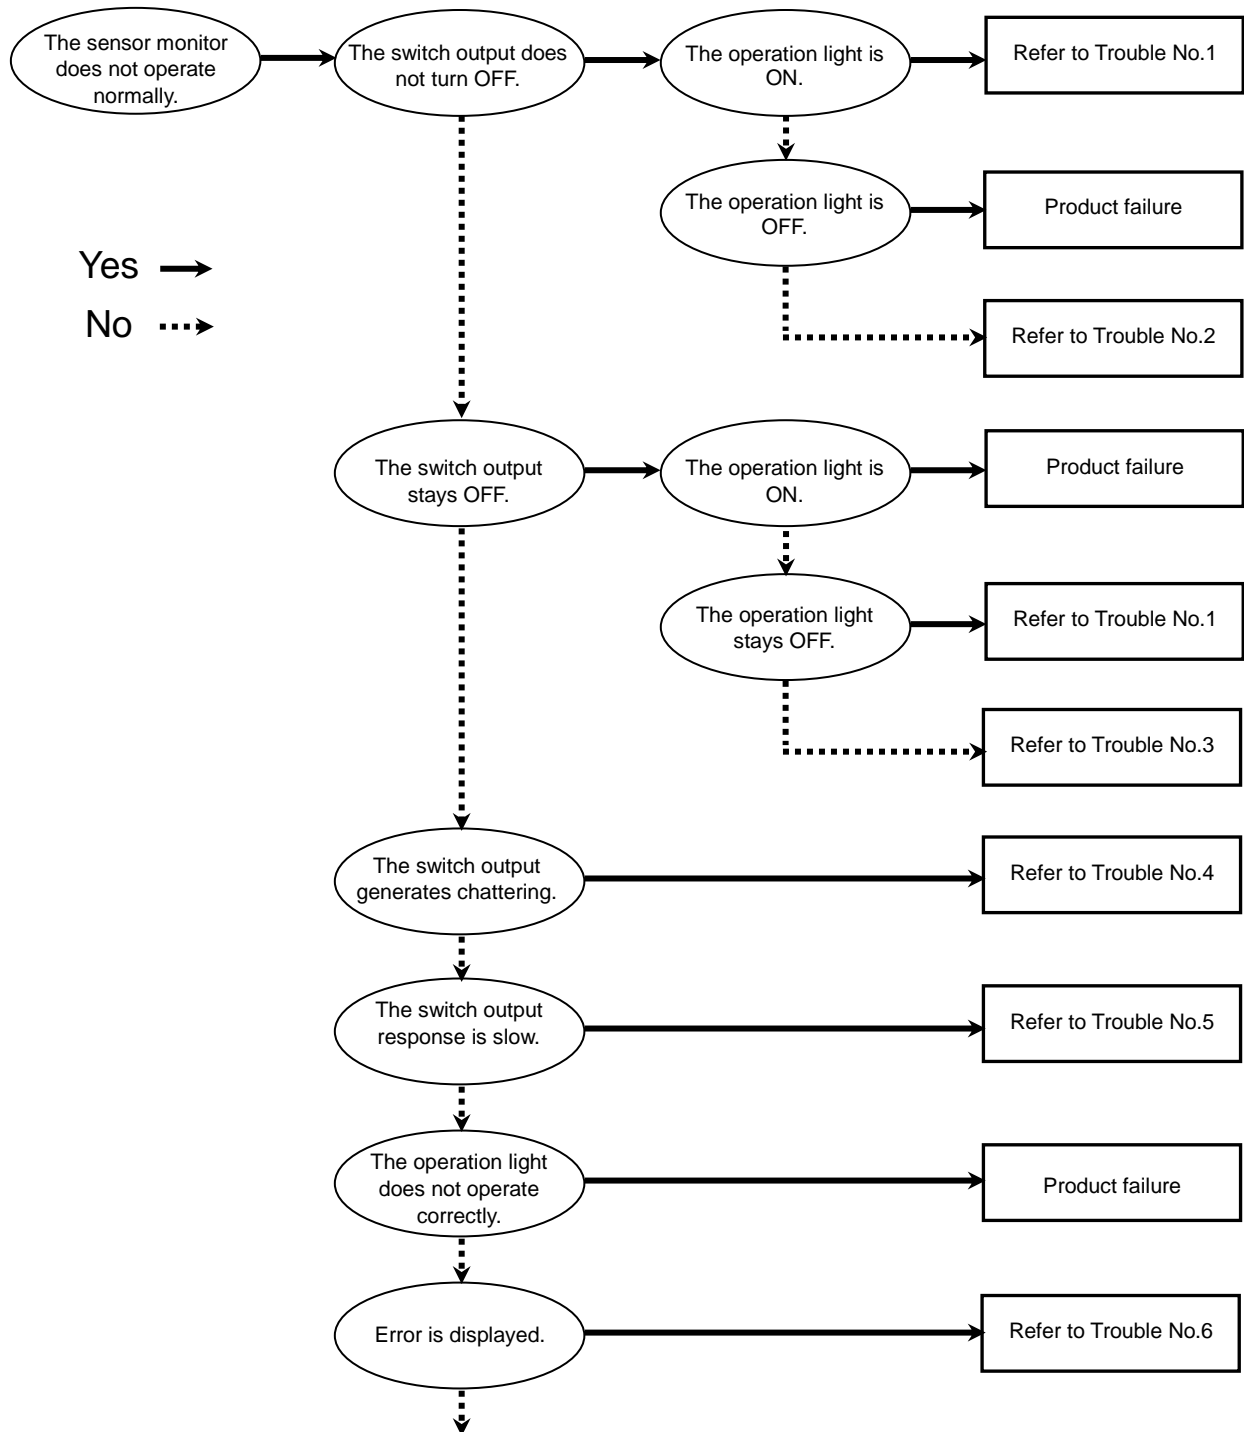 The sensor monitor
does not operate
normally.
The switch output does
not turn OFF.
The operation light is
ON.
Refer to Trouble No.1
The operation light is
OFF.
Product failure
Yes
No
Refer to Trouble No.2
The switch output
stays OFF.
The operation light is
ON.
Product failure
The operation light
stays OFF.
Refer to Trouble No.1
Refer to Trouble No.3
The switch output
generates chattering.
Refer to Trouble No.4
The switch output
response is slow.
Refer to Trouble No.5
The operation light
does not operate
correctly.
Product failure
Error is displayed.
Refer to Trouble No.6